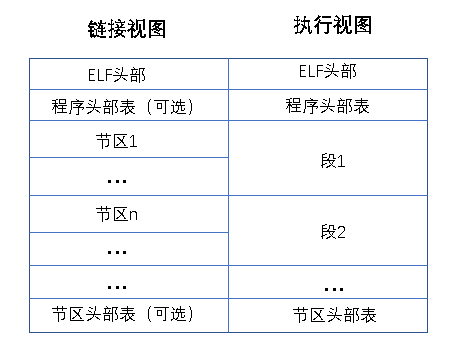 链接视图 执行视图
ELF头部 ELF头部
程序头部表（可选） 程序头部表
节区1
段1
...
节区n
段2
...
... ...
节区头部表（可选） 节区头部表